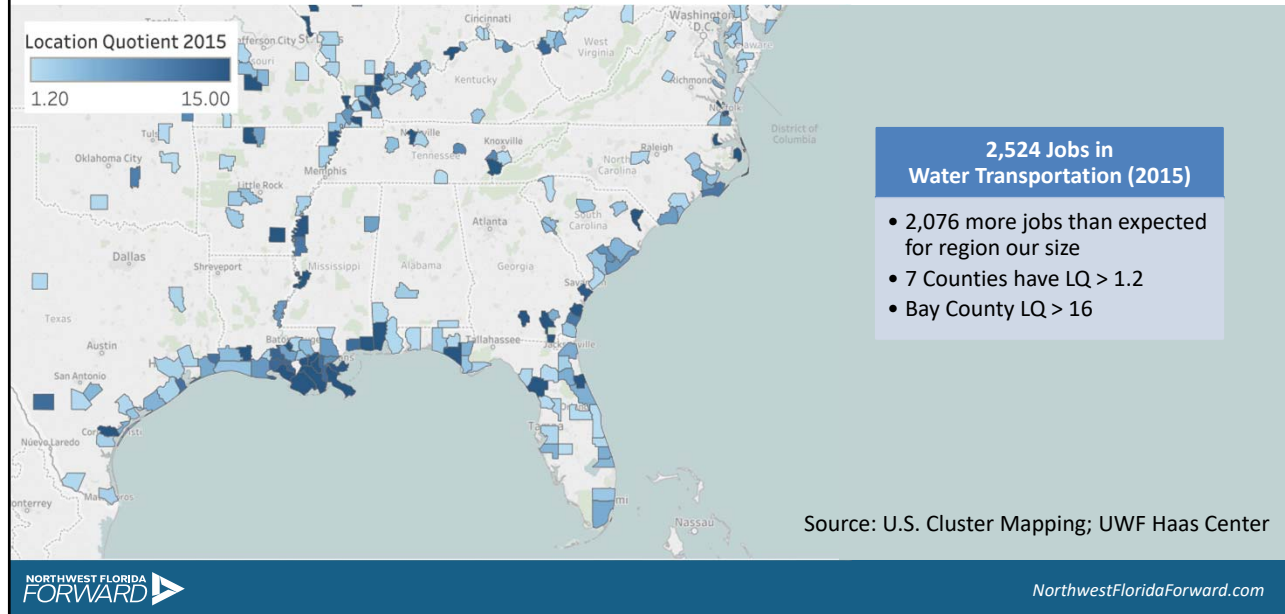 Location Quotient 2015
1.20 15.00
Cincinnati
Washington
D.C.
West
Virginia
Kentucky
Richmond
Norfolk
District of
Columbia
Knoxville
Tennessee
North
Carolina
Raleigh
Oklahoma City
Memphis
Little Rock
South
Carolina
Atlanta
Dallas
Mississippi
Alabama
Georgia
Shreveport
Texas
Tallahassee
Austin
San Antonio
Nuevo Laredo
Nassau
2,524 Jobs in
Water Transportation (2015)
• 2,076 more jobs than expected
for region our size
• 7 Counties have LQ > 1.2
• Bay County LQ > 16
Source: U.S. Cluster Mapping; UWF Haas Center
NORTHWEST FLORIDA
FORWARD
NorthwestFloridaForward.com